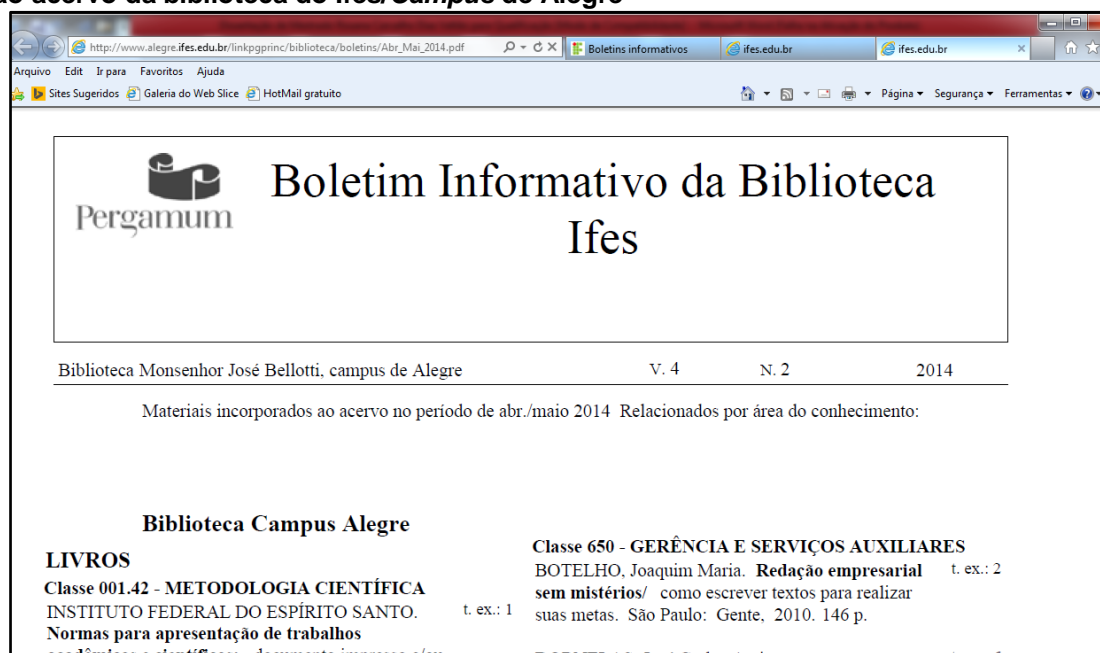 ao acervo da biblioteca do Ifes/Campus de Alegre
http://www.alegre.ifes.edu.br/linkpgprinc/biblioteca/boletins/Abr_Mai_2014.pdf
Boletins informativos
ifes.edu.br
ifes.edu.br
Arquivo Edit Ir para Favoritos Ajuda
Sites Sugeridos Galeria do Web Slice HotMail gratuito
Página Segurança Ferramentas
Pergamum
Boletim Informativo da Biblioteca
Ifes
Biblioteca Monsenhor José Bellotti, campus de Alegre V. 4 N. 2 2014
Materiais incorporados ao acervo no período de abr./maio 2014 Relacionados por área do conhecimento:
Biblioteca Campus Alegre
LIVROS
Classe 001.42 - METODOLOGIA CIENTÍFICA
INSTITUTO FEDERAL DO ESPÍRITO SANTO. t. ex.: 1
Normas para apresentação de trabalhos
Classe 650 - GERÊNCIA E SERVIÇOS AUXILIARES
BOTELHO, Joaquim Maria. Redação empresarial t. ex.: 2
sem mistérios/ como escrever textos para realizar
suas metas. São Paulo: Gente, 2010. 146 p.